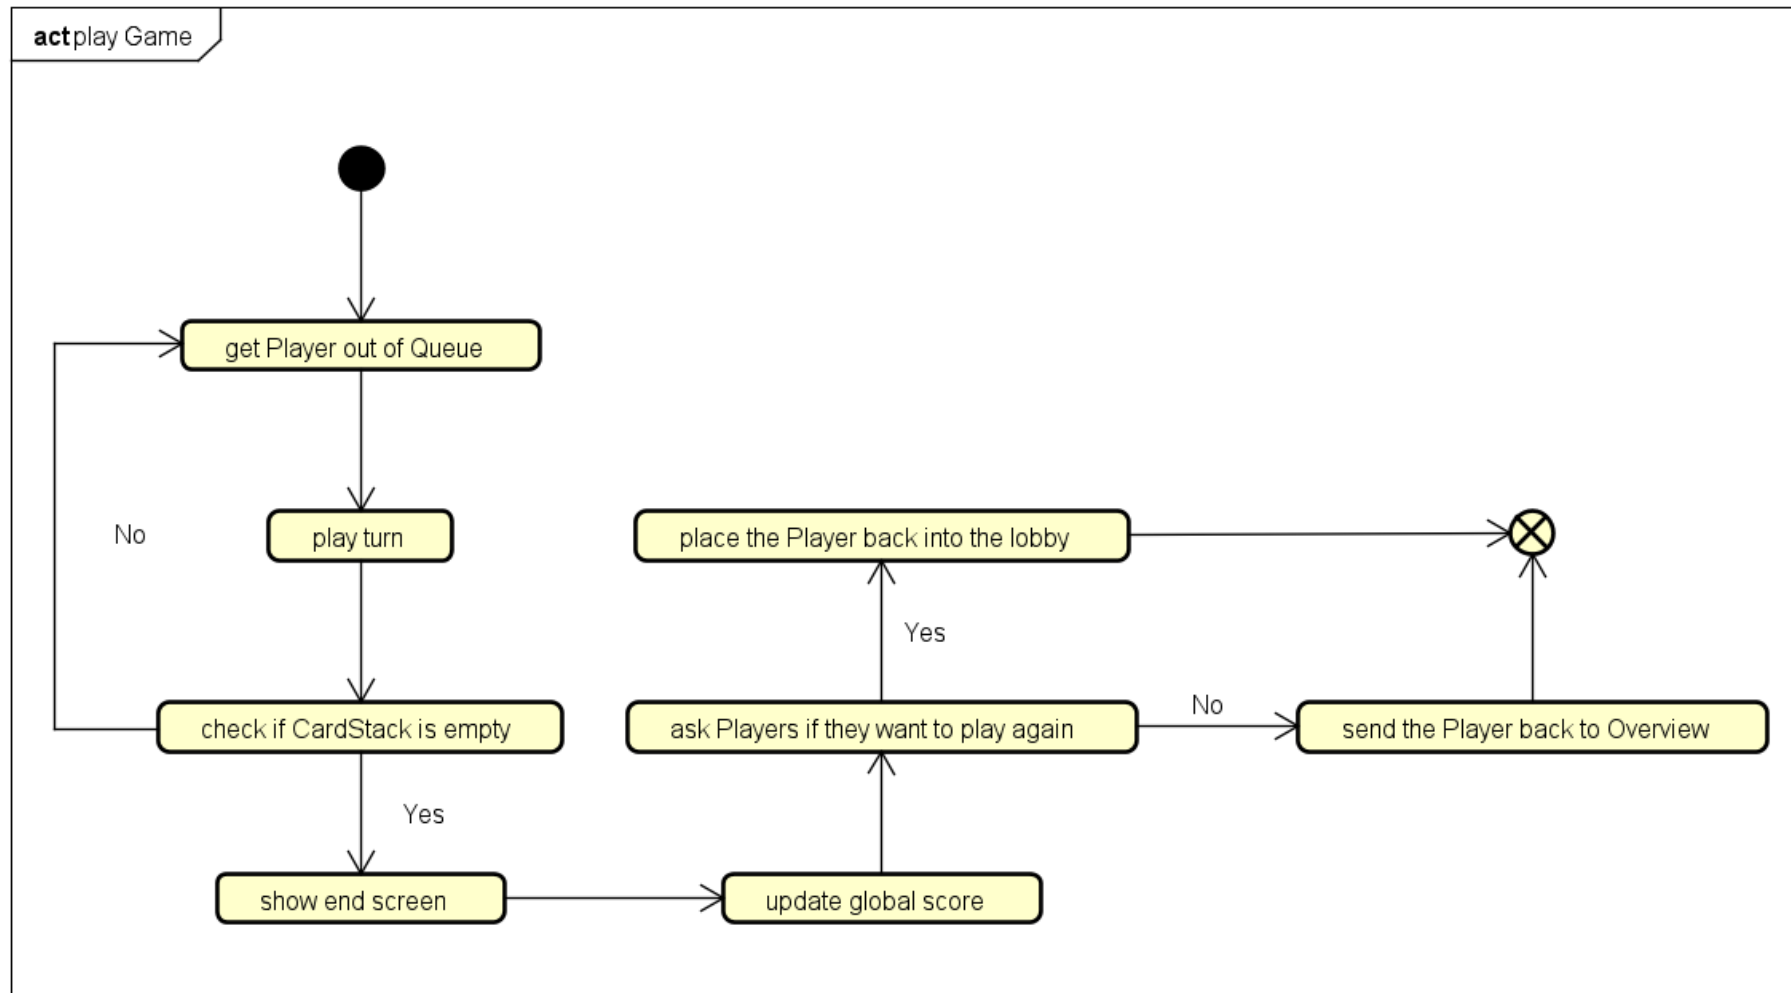 act play Game
get Player out of Queue
No
play turn
place the Player back into the lobby
Yes
check if CardStack is empty
ask Players if they want to play again
No
send the Player back to Overview
Yes
show end screen
update global score